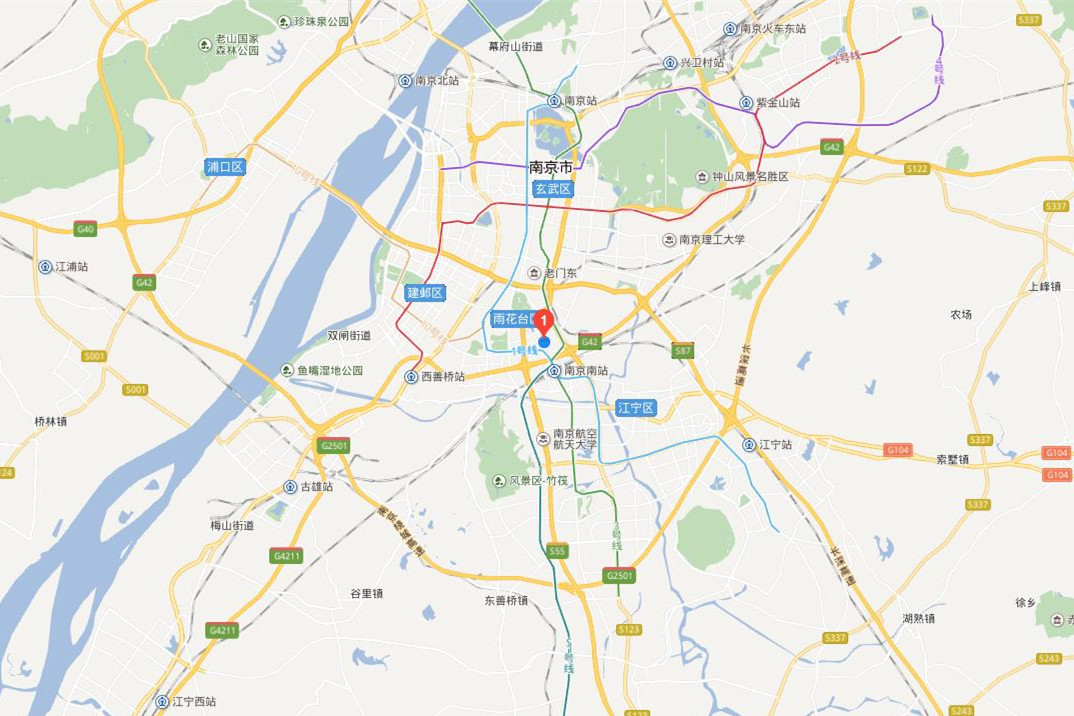 珍珠泉公园
S337
南京火车东站
老山国家
森林公园
幕府山街道
2号线
兴卫村站
4号线
南京北站
南京站
紫金山站
G42
南京市
浦口区
S122
10号线
钟山风景名胜区
玄武区
S337
G40
南京理工大学
江浦站
老门东
G42
上峰镇
建邺区
农场
雨花台区
1
10号线
双闸街道
G42
1号线
S87
S001
鱼嘴湿地公园
南京南站
西善桥站
S001
江宁区
桥林镇
南京航空
航天大学
S337
G2501
江宁站
G104
G104
索墅镇
G104
24
风景区-竹筏
古雄站
S337
梅山街道
3号线
S55
G4211
G2501
谷里镇
东善桥镇
徐乡
湖熟镇
G4211
S123
S337
S243
江宁西站
S243